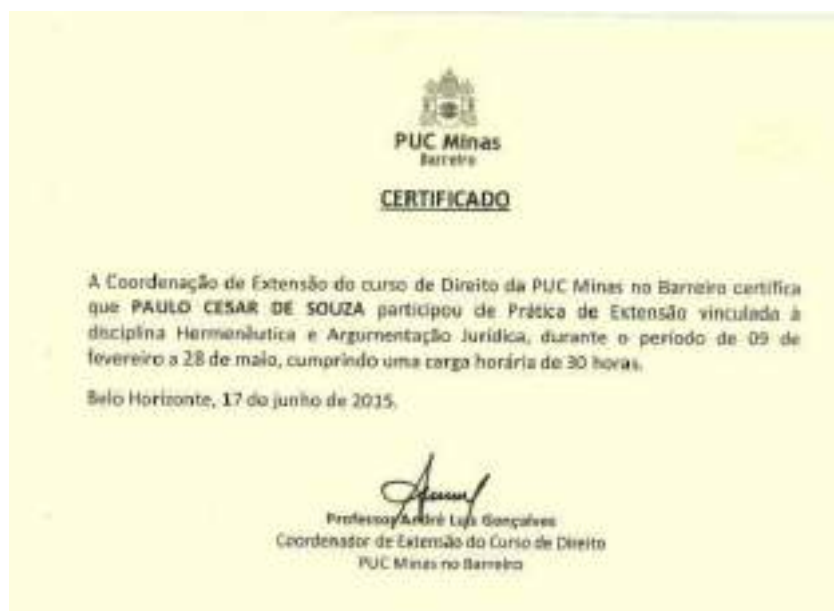 PUC Minas
Barreiro
CERTIFICADO
A Coordenação de Extensão do curso de Direito da PUC Minas no Barreiro certifica
que PAULO CESAR DE SOUZA participou de Prática de Extensão vinculada à
disciplina Hermenêutica e Argumentação Jurídica, durante o período de 09 de
fevereiro a 28 de maio, cumprindo uma carga horária de 30 horas.
Belo Horizonte, 17 de junho de 2015.
Professor André Luis Gonçalves
Coordenador de Extensão do Curso de Direito
PUC Minas no Barreiro